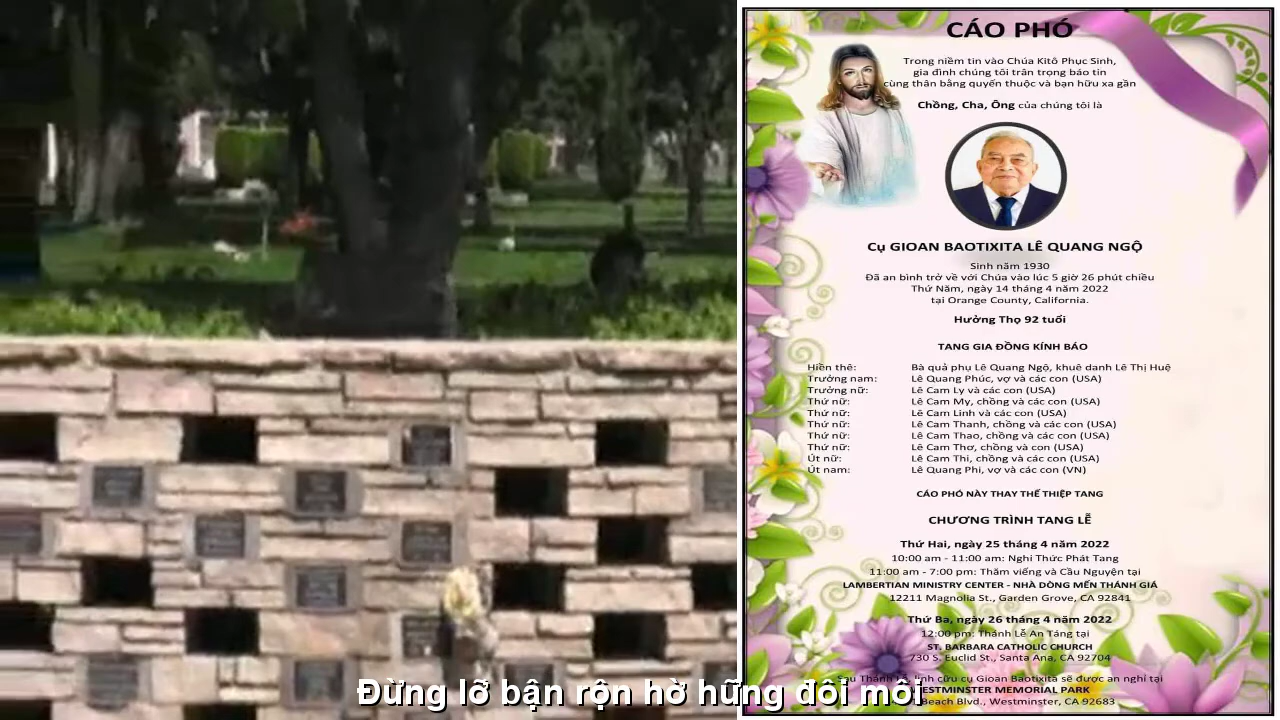 CÁO PHÓ
Trong niềm tin vào Chúa Kitô Phục Sinh,
gia đình chúng tôi trân trọng báo tin
cùng thân bằng quyến thuộc và bạn hữu xa gần
Chồng, Cha, Ông của chúng tôi là
Cụ GIOAN BAOTIXITA LÊ QUANG NGỘ
Sinh năm 1930
Đã an bình trở về với Chúa vào lúc 5 giờ 26 phút chiều
Thứ Năm, ngày 14 tháng 4 năm 2022
tại Orange County, California.
Hưởng Thọ 92 tuổi
TANG GIA ĐỒNG KÍNH BÁO
Hiền thê: Bà quả phụ Lê Quang Ngộ, khuê danh Lê Thị Huệ
Trưởng nam: Lê Quang Phúc, vợ và các con (USA)
Trưởng nữ: Lê Cam Ly và các con (USA)
Thứ nữ: Lê Cam My, chồng và các con (USA)
Thứ nữ: Lê Cam Linh và các con (USA)
Thứ nữ: Lê Cam Thanh, chồng và các con (USA)
Thứ nữ: Lê Cam Thao, chồng và các con (USA)
Thứ nữ: Lê Cam Thơ, chồng và con (USA)
Út nữ: Lê Cam Thi, chồng và các con (USA)
Út nam: Lê Quang Phi, vợ và các con (VN)
CÁO PHÓ NÀY THAY THẾ THIỆP TANG
CHƯƠNG TRÌNH TANG LỄ
Thứ Hai, ngày 25 tháng 4 năm 2022
10:00 am - 11:00 am: Nghi Thức Phát Tang
11:00 am - 7:00 pm: Thăm viếng và Cầu Nguyện tại
LAMBERTIAN MINISTRY CENTER - NHÀ DÒNG MẾN THÁNH GIÁ
12211 Magnolia St., Garden Grove, CA 92841
Thứ Ba, ngày 26 tháng 4 năm 2022
12:00 pm: Thánh Lễ An Táng tại
ST. BARBARA CATHOLIC CHURCH
730 S. Euclid St., Santa Ana, CA 92704
Sau Thánh Lễ, linh cữu cụ Gioan Baotixita sẽ được an nghỉ tại
WESTMINSTER MEMORIAL PARK
Beach Blvd., Westminster, CA 92683
Đừng lỡ bận rộn hờ hững đôi môi